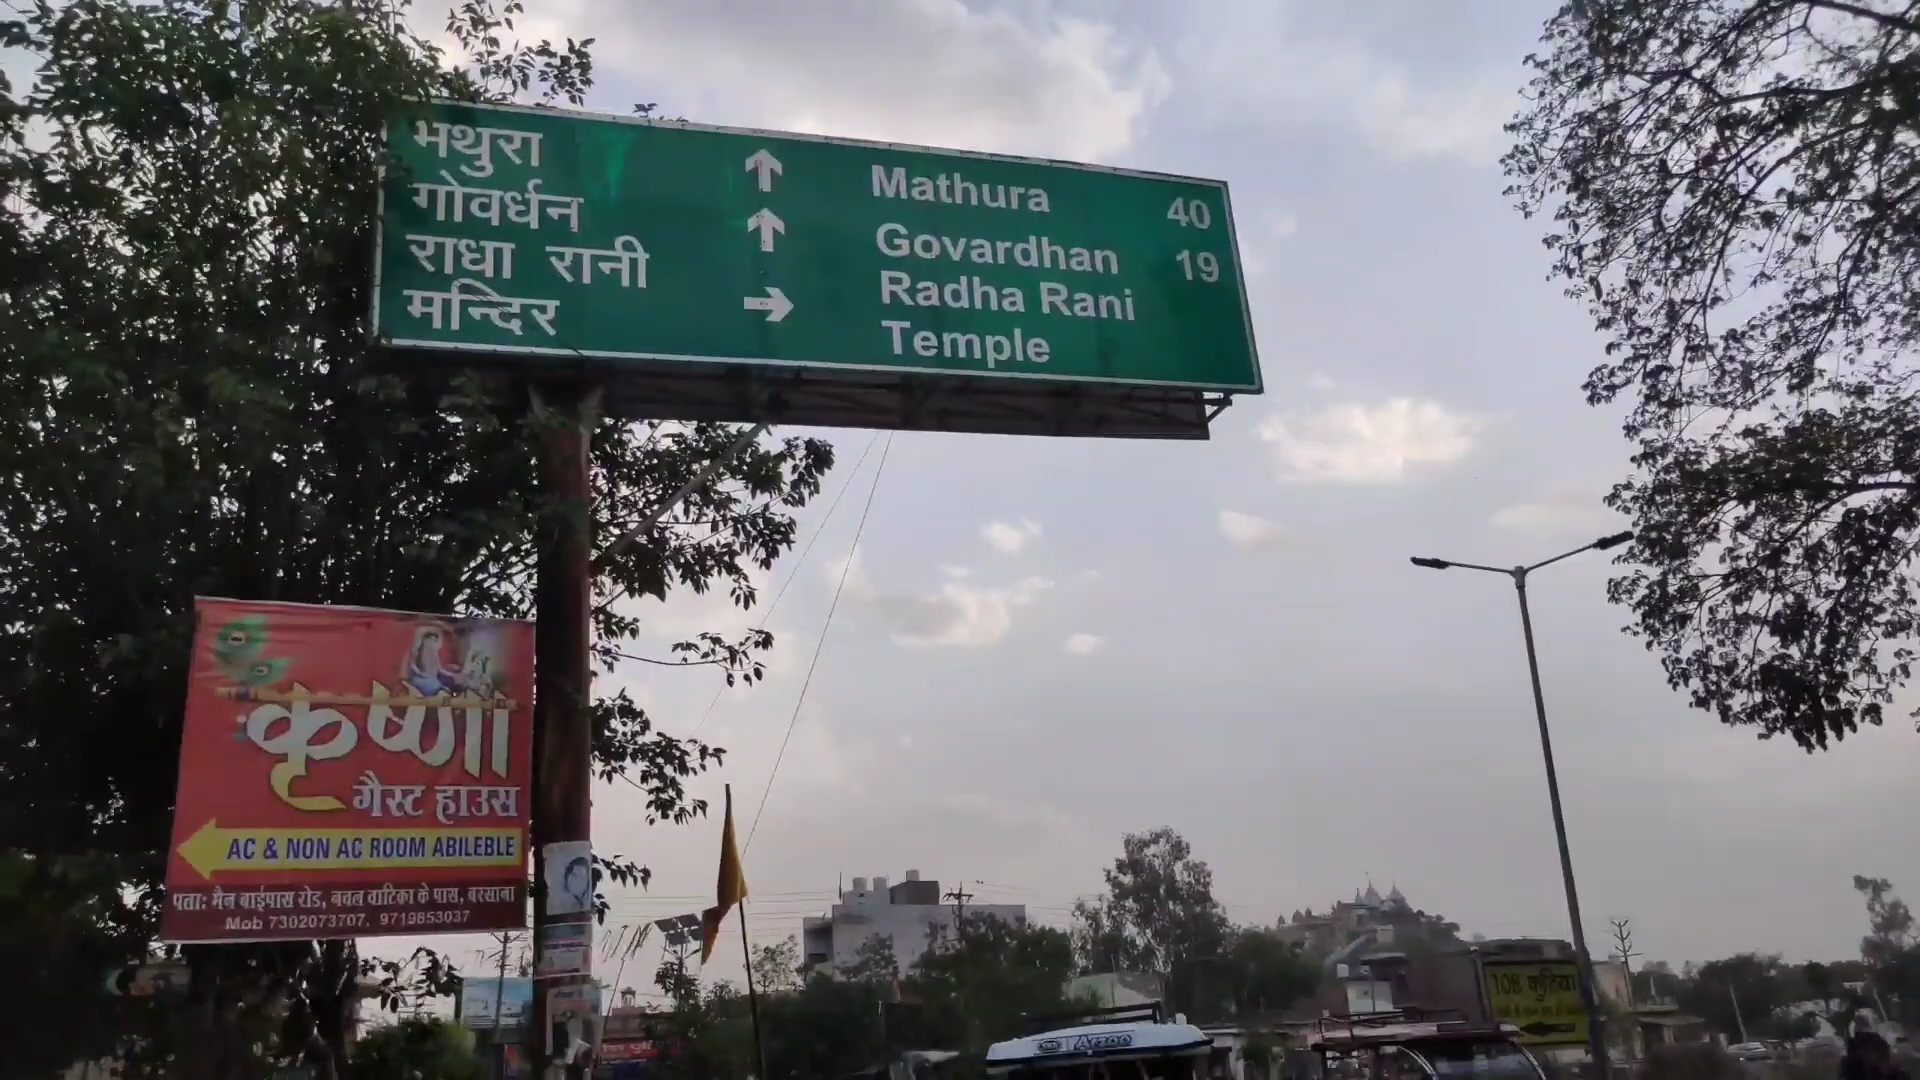 भथुरा
गोवर्धन
राधा रानी
मन्दिर
Mathura 40
Govardhan 19
Radha Rani
Temple
कृष्णा
गैस्ट हाउस
AC & NON AC ROOM ABILEBLE
पता: मैन बाईपास रोड, नवल वाटिका के पास, बरसाना
Mob 7302073707, 9719853037
Arzoo
108 कुटिया